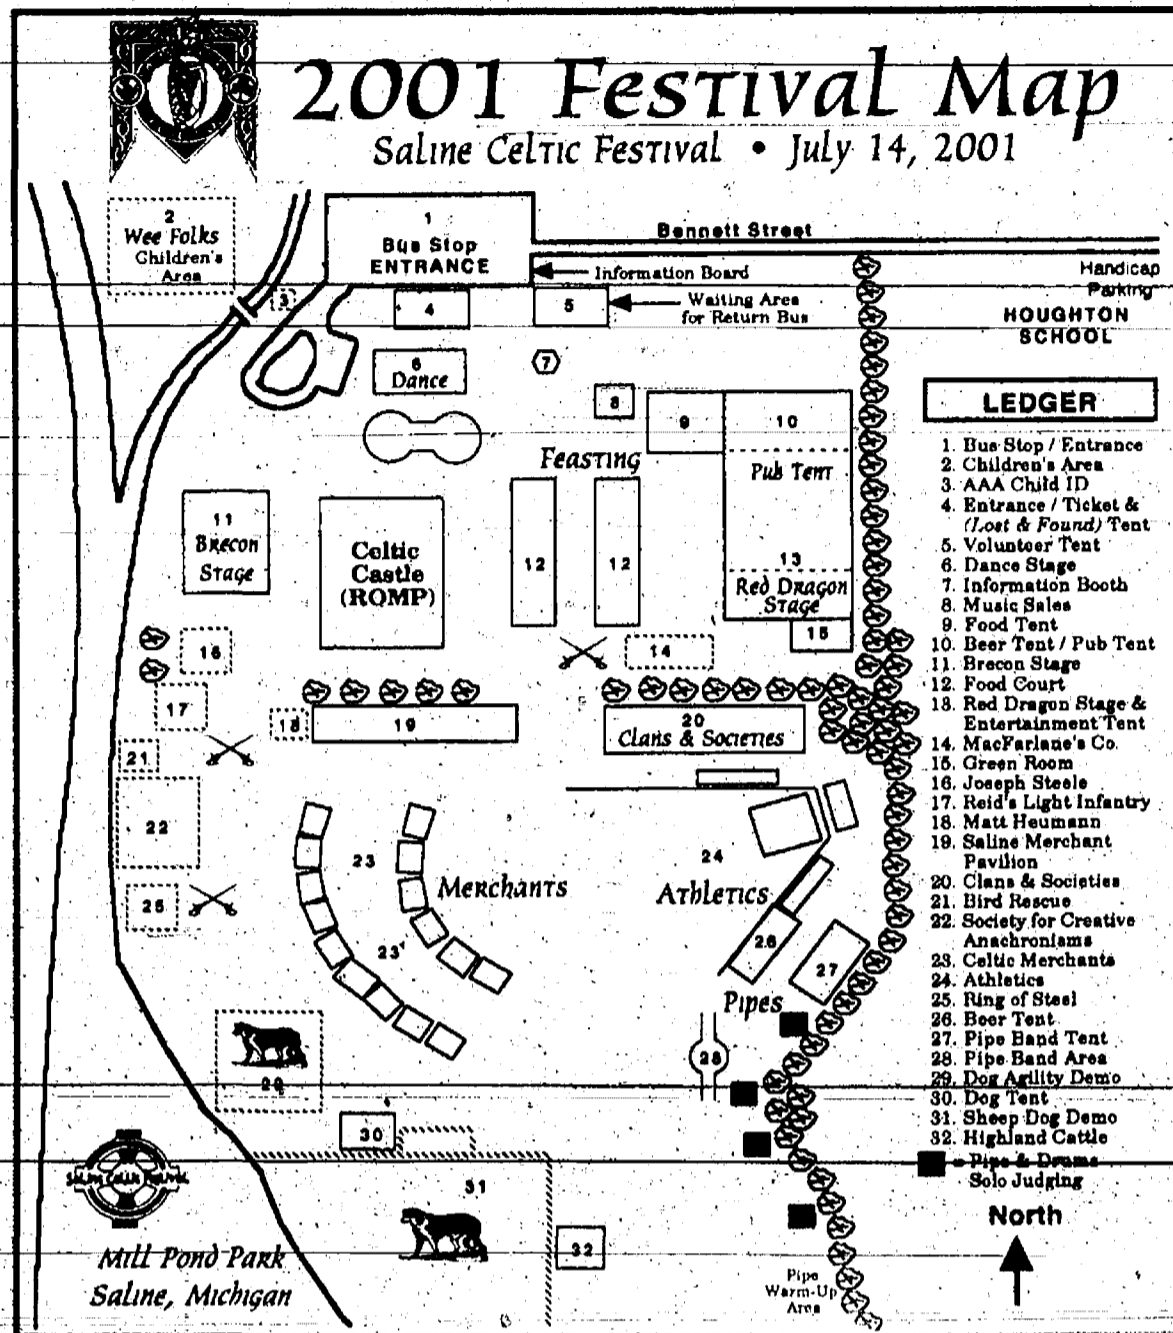 2001 Festival Map
Saline Celtic Festival • July 14, 2001
2
Wee Folks
Children's
Area
1
Bus Stop
ENTRANCE
Bennett Street
Information Board
Handicap
Parking
HOUGHTON
SCHOOL
3
4
5
Waiting Area
for Return Bus
6
Dance
7
8
9
10
Pub Tent
Feasting
11
Brecon
Stage
Celtic
Castle
(ROMP)
12
12
13
Red Dragon
Stage
15
14
16
17
18
19
20
Clans & Societies
21
22
23
Merchants
24
Athletics
25
23
26
27
Pipes
28
29
30
31
32
Pipe
Warm-Up
Area
Saline Celtic Festival
Mill Pond Park
Saline, Michigan
LEDGER
1. Bus Stop / Entrance
2. Children's Area
3. AAA Child ID
4. Entrance / Ticket &
(Lost & Found) Tent
5. Volunteer Tent
6. Dance Stage
7. Information Booth
8. Music Sales
9. Food Tent
10. Beer Tent / Pub Tent
11. Brecon Stage
12. Food Court
13. Red Dragon Stage &
Entertainment Tent
14. MacFarlane's Co.
15. Green Room
16. Joseph Steele
17. Reid's Light Infantry
18. Matt Heumann
19. Saline Merchant
Pavilion
20. Clans & Societies
21. Bird Rescue
22. Society for Creative
Anachronisms
23. Celtic Merchants
24. Athletics
25. Ring of Steel
26. Beer Tent
27. Pipe Band Tent
28. Pipe Band Area
29. Dog Agility Demo
30. Dog Tent
31. Sheep Dog Demo
32. Highland Cattle
= Pipe & Drums
Solo Judging
North